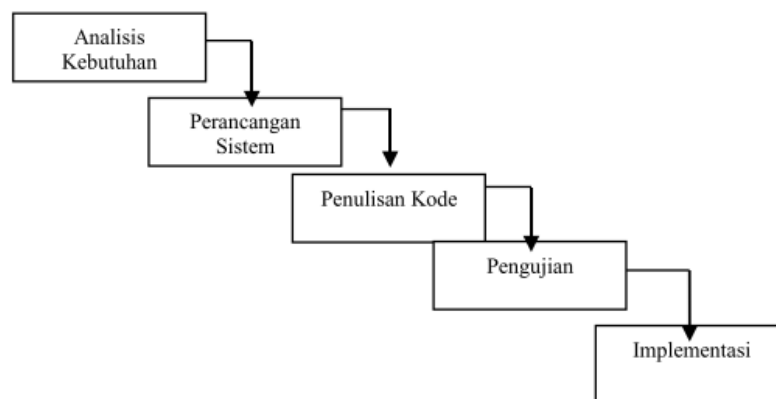 Analisis
Kebutuhan
Perancangan
Sistem
Penulisan Kode
Pengujian
Implementasi